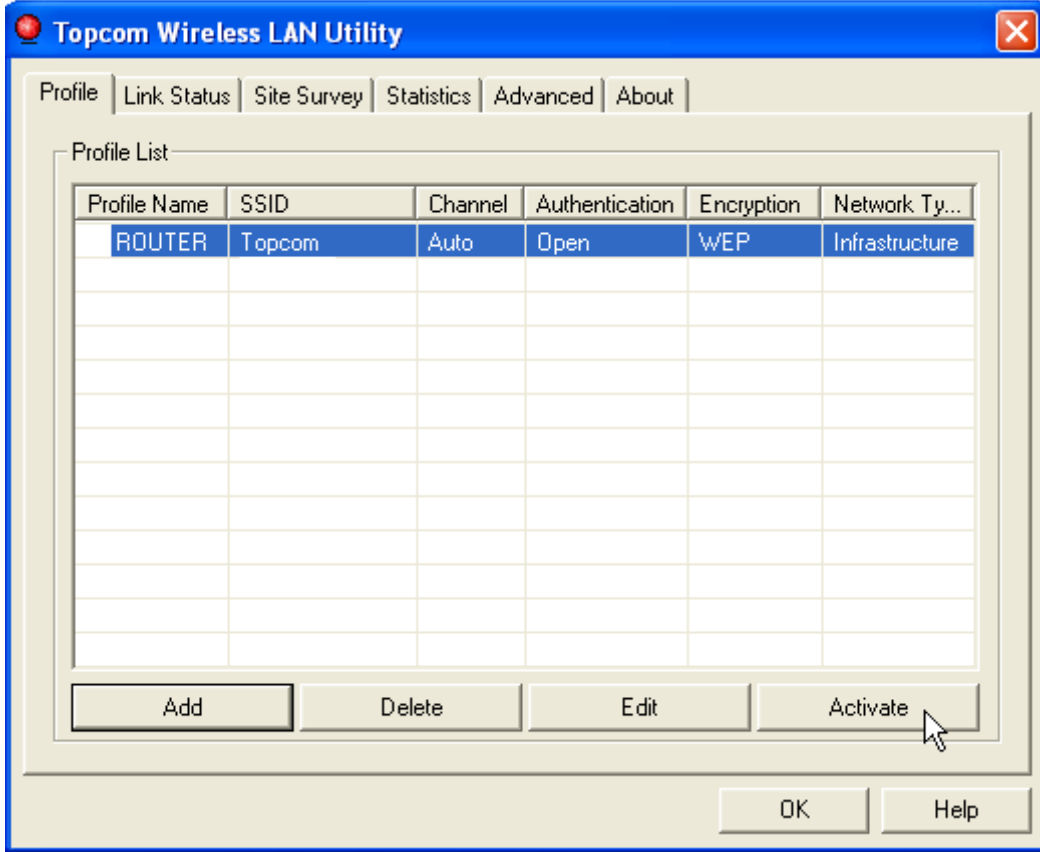 Topcom Wireless LAN Utility
Profile Link Status Site Survey Statistics Advanced About
Profile List
Profile Name SSID Channel Authentication Encryption Network Ty...
ROUTER Topcom Auto Open WEP Infrastructure
Add Delete Edit Activate
OK Help